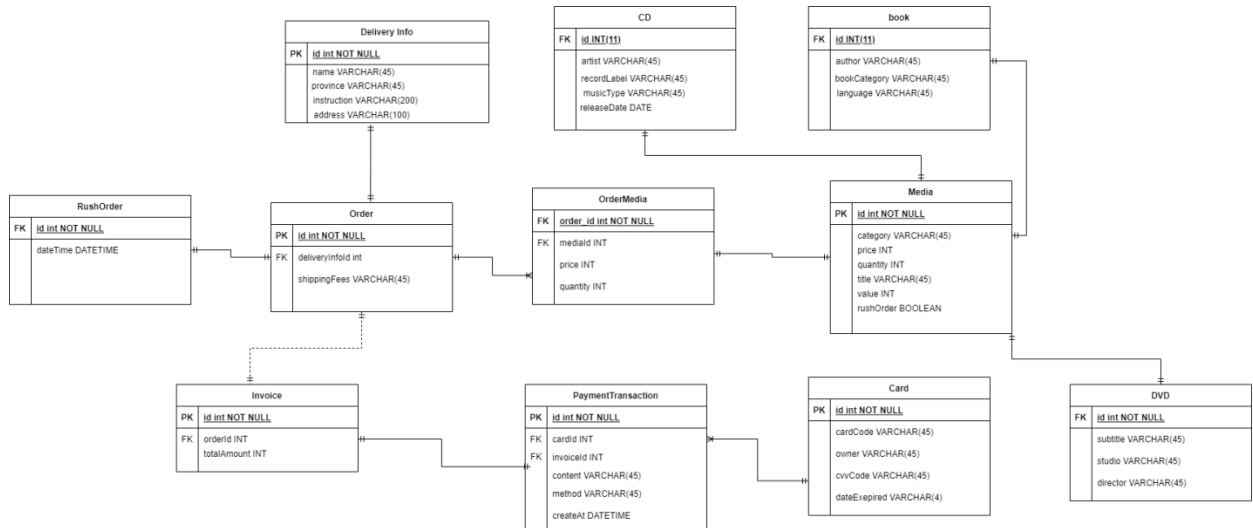 Delivery Info
PK id int NOT NULL
name VARCHAR(45)
province VARCHAR(45)
instruction VARCHAR(200)
address VARCHAR(100)
CD
FK id INT(11)
artist VARCHAR(45)
recordLabel VARCHAR(45)
musicType VARCHAR(45)
releaseDate DATE
book
FK id INT(11)
author VARCHAR(45)
bookCategory VARCHAR(45)
language VARCHAR(45)
RushOrder
FK id int NOT NULL
dateTime DATETIME
Order
PK id int NOT NULL
FK deliveryInfoId int
shippingFees VARCHAR(45)
OrderMedia
FK order_id int NOT NULL
FK mediaId INT
price INT
quantity INT
Media
PK id int NOT NULL
category VARCHAR(45)
price INT
quantity INT
title VARCHAR(45)
value INT
rushOrder BOOLEAN
Invoice
PK id int NOT NULL
FK orderId INT
totalAmount INT
PaymentTransaction
PK id int NOT NULL
FK cardId INT
FK invoiceId INT
content VARCHAR(45)
method VARCHAR(45)
createAt DATETIME
Card
PK id int NOT NULL
cardCode VARCHAR(45)
owner VARCHAR(45)
cvvCode VARCHAR(45)
dateExepired VARCHAR(4)
DVD
FK id int NOT NULL
subtitle VARCHAR(45)
studio VARCHAR(45)
director VARCHAR(45)